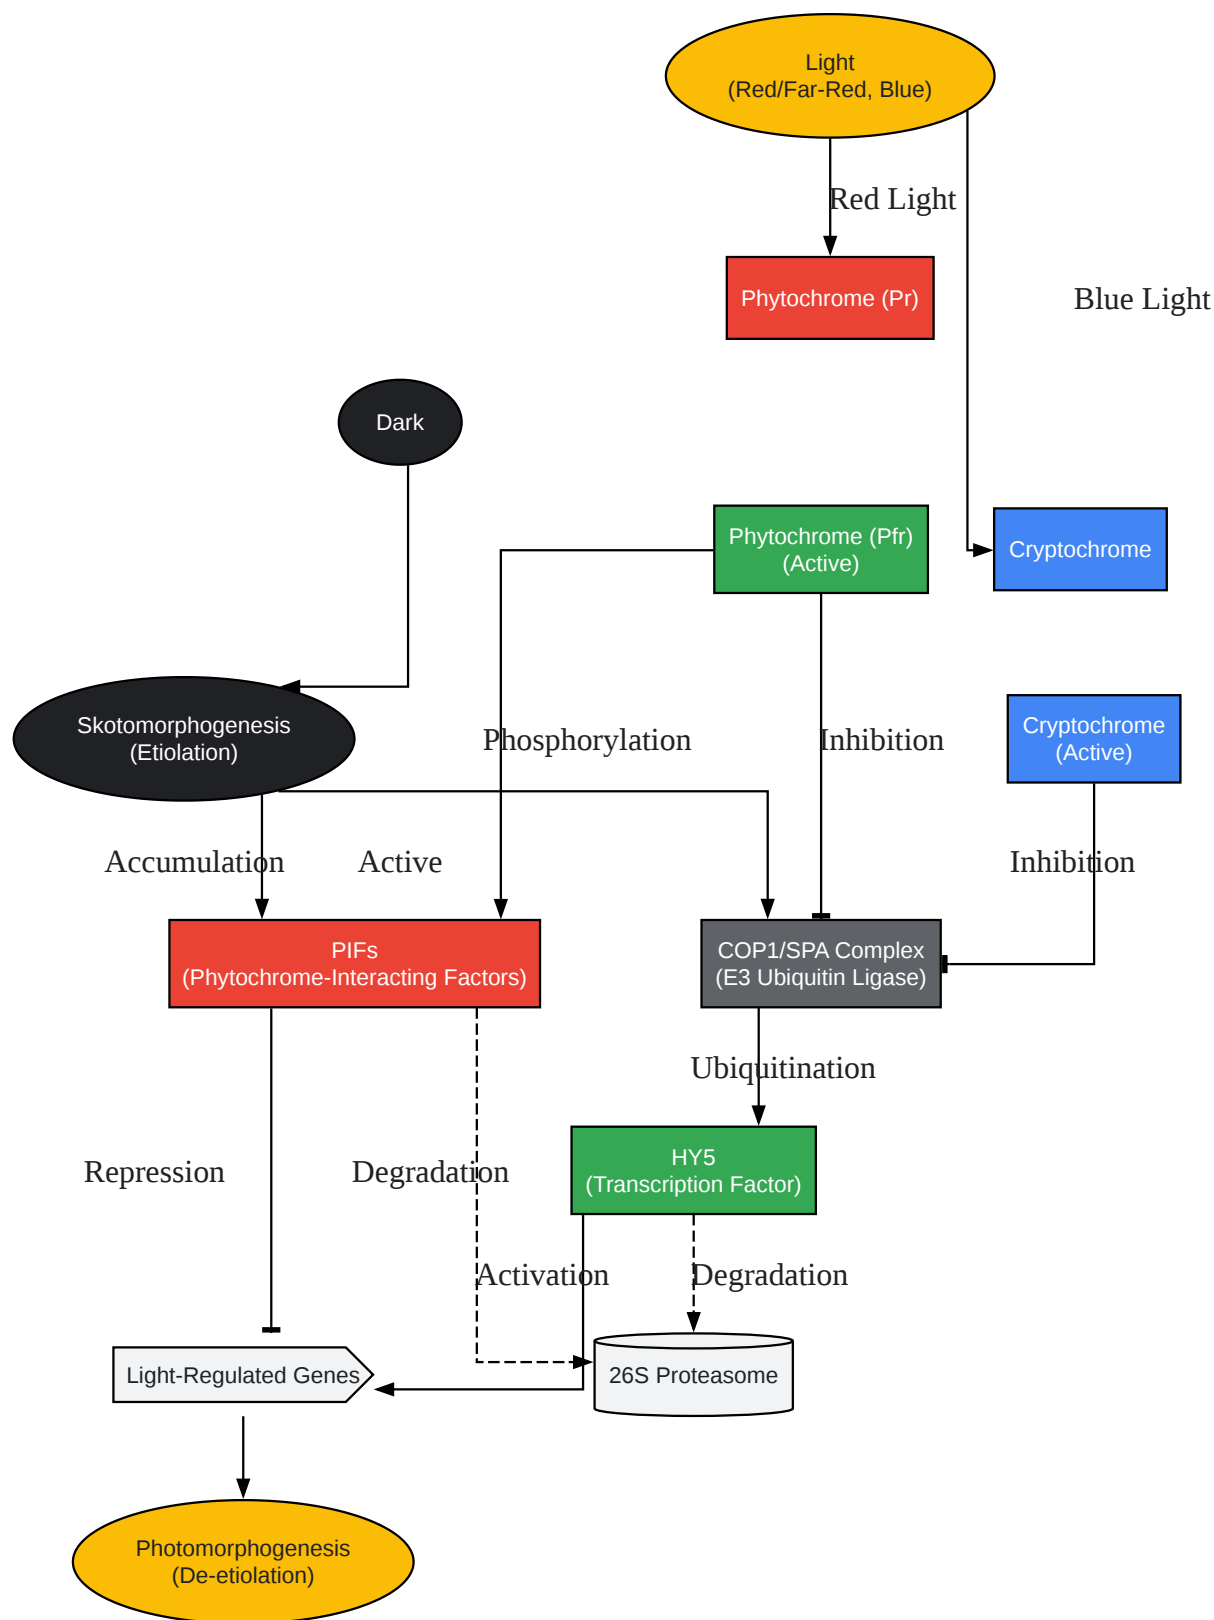 Light
(Red/Far-Red, Blue)
Red Light
Phytochrome (Pr)
Blue Light
Dark
Phytochrome (Pfr)
(Active)
Cryptochrome
Skotomorphogenesis
(Etiolation)
Phosphorylation
Inhibition
Cryptochrome
(Active)
Accumulation
Active
Inhibition
PIFs
(Phytochrome-Interacting Factors)
COP1/SPA Complex
(E3 Ubiquitin Ligase)
Ubiquitination
Repression
Degradation
HY5
(Transcription Factor)
Activation
Degradation
Light-Regulated Genes
26S Proteasome
Photomorphogenesis
(De-etiolation)